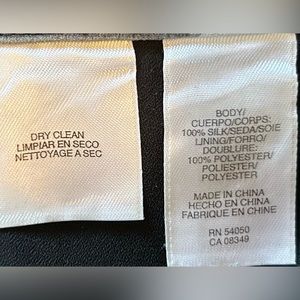 DRY CLEAN
LIMPIAR EN SECO
NETTOYAGE A SEC
BODY/
CUERPO/CORPS:
100% SILK/SEDA/SOIE
LINING/FORRO/
DOUBLURE:
100% POLYESTER/
POLIESTER/
POLYESTER
MADE IN CHINA
HECHO EN CHINA
FABRIQUE EN CHINE
RN 54050
CA 08349